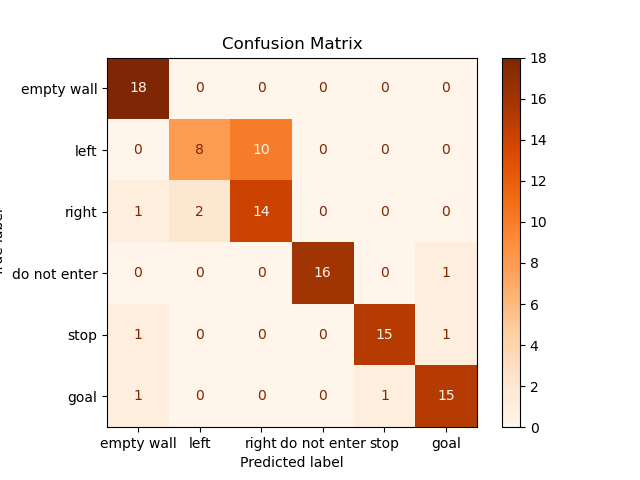 Confusion Matrix
empty wall 18 0 0 0 0 0
left 0 8 10 0 0 0
right 1 2 14 0 0 0
do not enter 0 0 0 16 0 1
stop 1 0 0 0 15 1
goal 1 0 0 0 1 15
empty wall left right do not enter stop goal
Predicted label
18
16
14
12
10
8
6
4
2
0